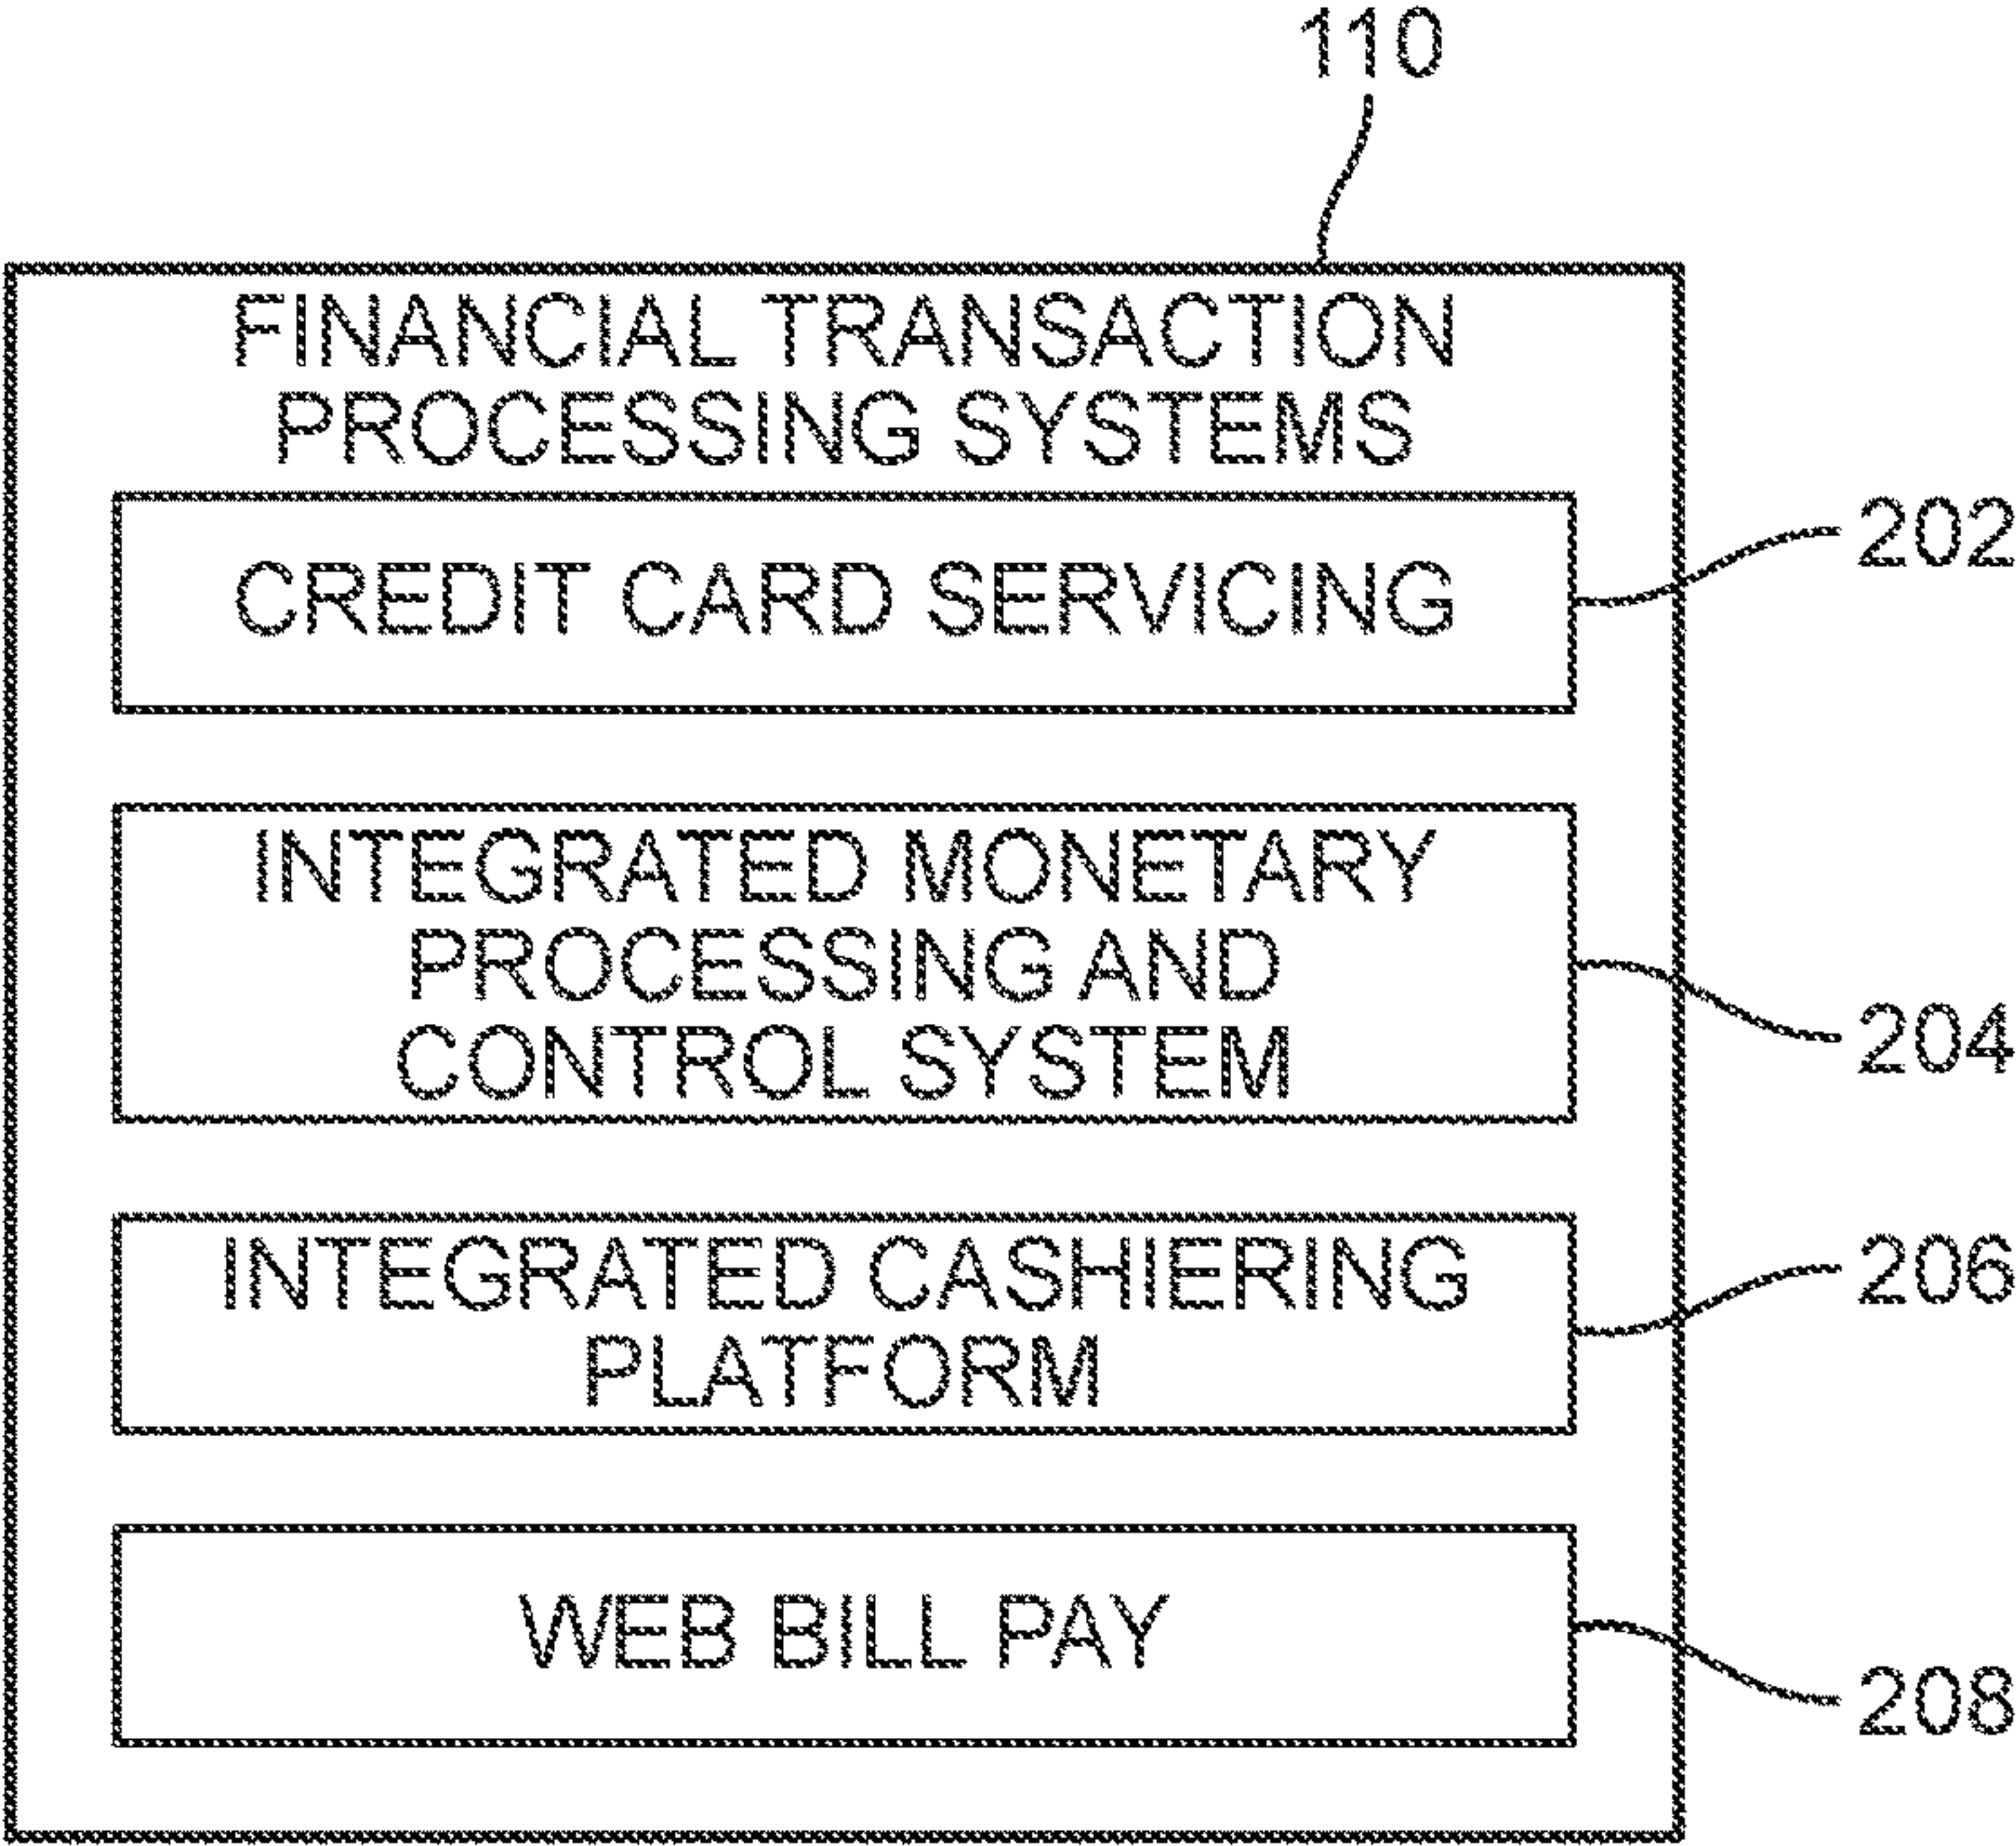 110
FINANCIAL TRANSACTION
PROCESSING SYSTEMS
CREDIT CARD SERVICING
202
INTEGRATED MONETARY
PROCESSING AND
CONTROL SYSTEM
204
INTEGRATED CASHIERING
PLATFORM
206
WEB BILL PAY
208